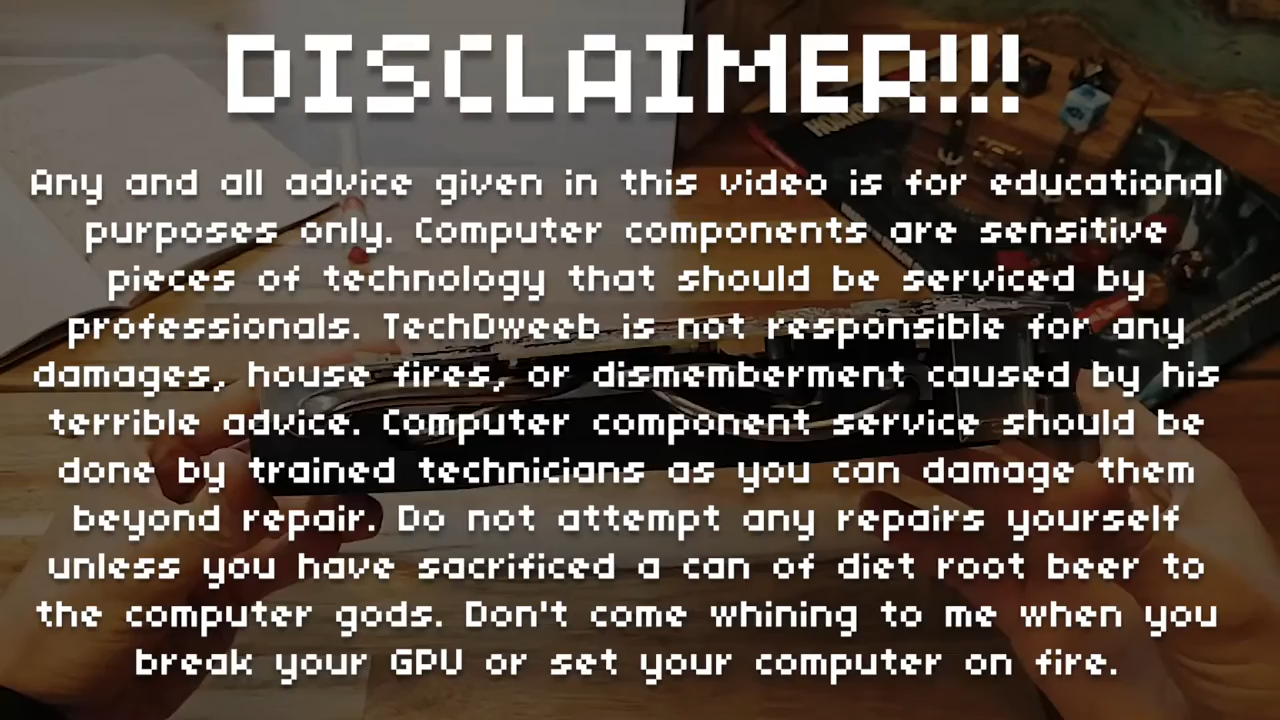 DISCLAIMER!!!
Any and all advice given in this video is for educational
purposes only. Computer components are sensitive
pieces of technology that should be serviced by
professionals. TechDweeb is not responsible for any
damages, house fires, or dismemberment caused by his
terrible advice. Computer component service should be
done by trained technicians as you can damage them
beyond repair. Do not attempt any repairs yourself
unless you have sacrificed a can of diet root beer to
the computer gods. Don't come whining to me when you
break your GPU or set your computer on fire.